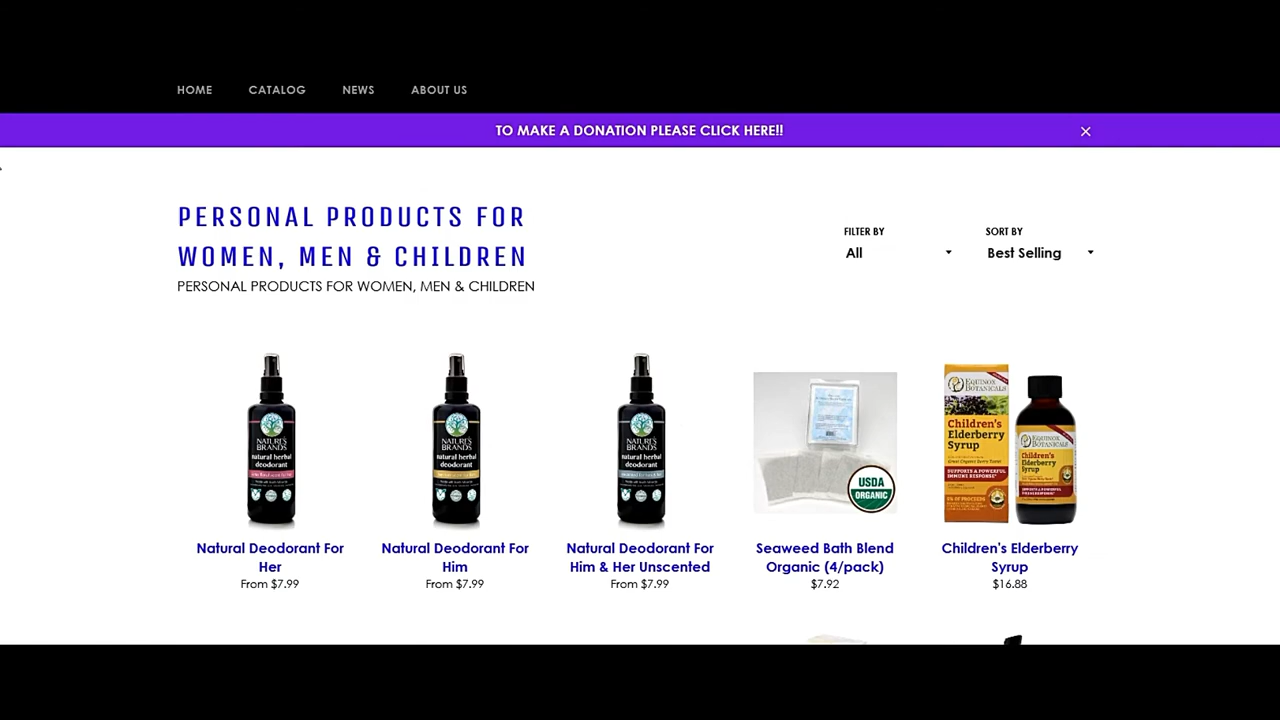 HOME CATALOG NEWS ABOUT US
TO MAKE A DONATION PLEASE CLICK HERE!!
PERSONAL PRODUCTS FOR
WOMEN, MEN & CHILDREN
PERSONAL PRODUCTS FOR WOMEN, MEN & CHILDREN
FILTER BY
All
SORT BY
Best Selling
NATURE'S
BRANDS
natural herbal
deodorant
NATURE'S
BRANDS
natural herbal
deodorant
NATURE'S
BRANDS
natural herbal
deodorant
USDA
ORGANIC
EQUINOX
BOTANICALS
Children's
Elderberry
Syrup
SUPPORTS A POWERFUL
IMMUNE RESPONSE
EQUINOX
BOTANICALS
Children's
Elderberry
Syrup
Natural Deodorant For
Her
From $7.99
Natural Deodorant For
Him
From $7.99
Natural Deodorant For
Him & Her Unscented
From $7.99
Seaweed Bath Blend
Organic (4/pack)
$7.92
Children's Elderberry
Syrup
$16.88